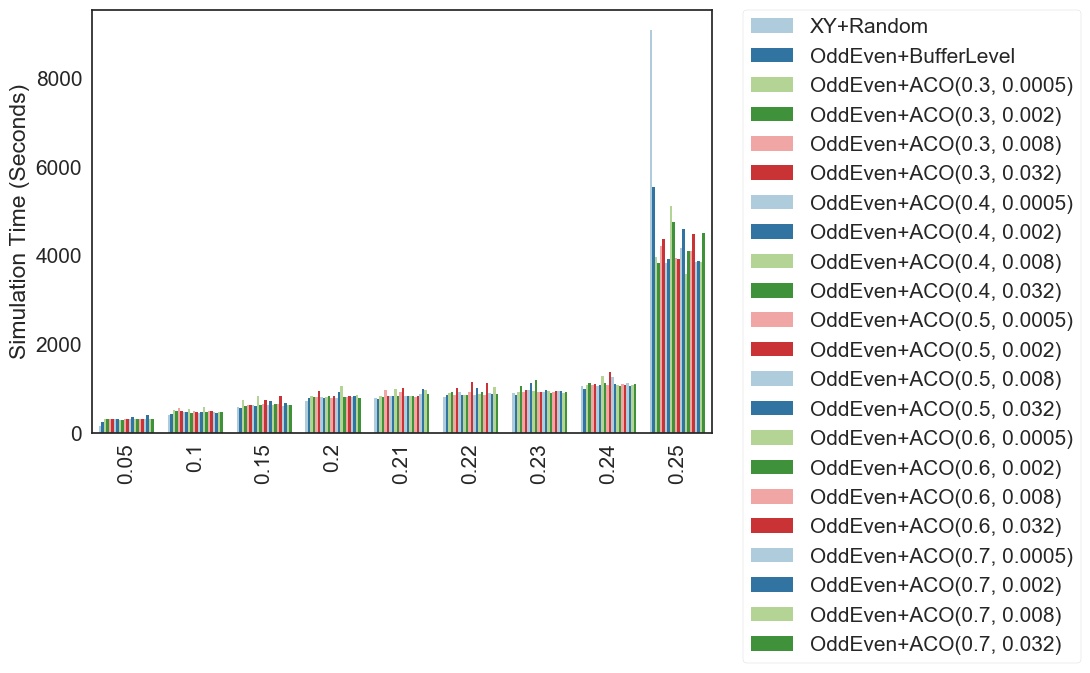 Simulation Time (Seconds)
8000
6000
4000
2000
0
0.05
0.1
0.15
0.2
0.21
0.22
0.23
0.24
0.25
XY+Random
OddEven+BufferLevel
OddEven+ACO(0.3, 0.0005)
OddEven+ACO(0.3, 0.002)
OddEven+ACO(0.3, 0.008)
OddEven+ACO(0.3, 0.032)
OddEven+ACO(0.4, 0.0005)
OddEven+ACO(0.4, 0.002)
OddEven+ACO(0.4, 0.008)
OddEven+ACO(0.4, 0.032)
OddEven+ACO(0.5, 0.0005)
OddEven+ACO(0.5, 0.002)
OddEven+ACO(0.5, 0.008)
OddEven+ACO(0.5, 0.032)
OddEven+ACO(0.6, 0.0005)
OddEven+ACO(0.6, 0.002)
OddEven+ACO(0.6, 0.008)
OddEven+ACO(0.6, 0.032)
OddEven+ACO(0.7, 0.0005)
OddEven+ACO(0.7, 0.002)
OddEven+ACO(0.7, 0.008)
OddEven+ACO(0.7, 0.032)